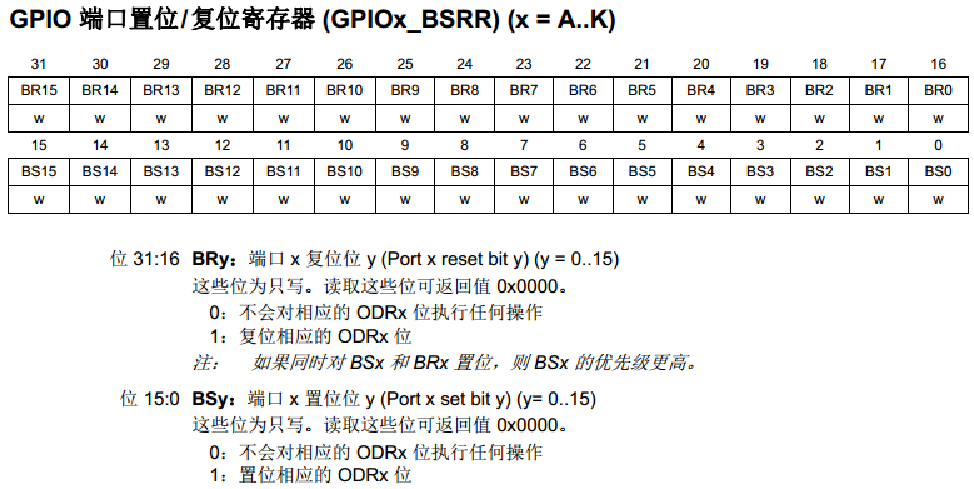 GPIO 端口置位/复位寄存器 (GPIOx_BSRR) (x = A..K)
31 30 29 28 27 26 25 24 23 22 21 20 19 18 17 16
BR15 BR14 BR13 BR12 BR11 BR10 BR9 BR8 BR7 BR6 BR5 BR4 BR3 BR2 BR1 BR0
w w w w w w w w w w w w w w w w
15 14 13 12 11 10 9 8 7 6 5 4 3 2 1 0
BS15 BS14 BS13 BS12 BS11 BS10 BS9 BS8 BS7 BS6 BS5 BS4 BS3 BS2 BS1 BS0
w w w w w w w w w w w w w w w w
位 31:16 BRy：端口 x 复位位 y (Port x reset bit y) (y = 0..15)
这些位为只写。读取这些位可返回值 0x0000。
0：不会对相应的 ODRx 位执行任何操作
1：复位相应的 ODRx 位
注： 如果同时对 BSx 和 BRx 置位，则 BSx 的优先级更高。
位 15:0 BSy：端口 x 置位位 y (Port x set bit y) (y= 0..15)
这些位为只写。读取这些位可返回值 0x0000。
0：不会对相应的 ODRx 位执行任何操作
1：置位相应的 ODRx 位